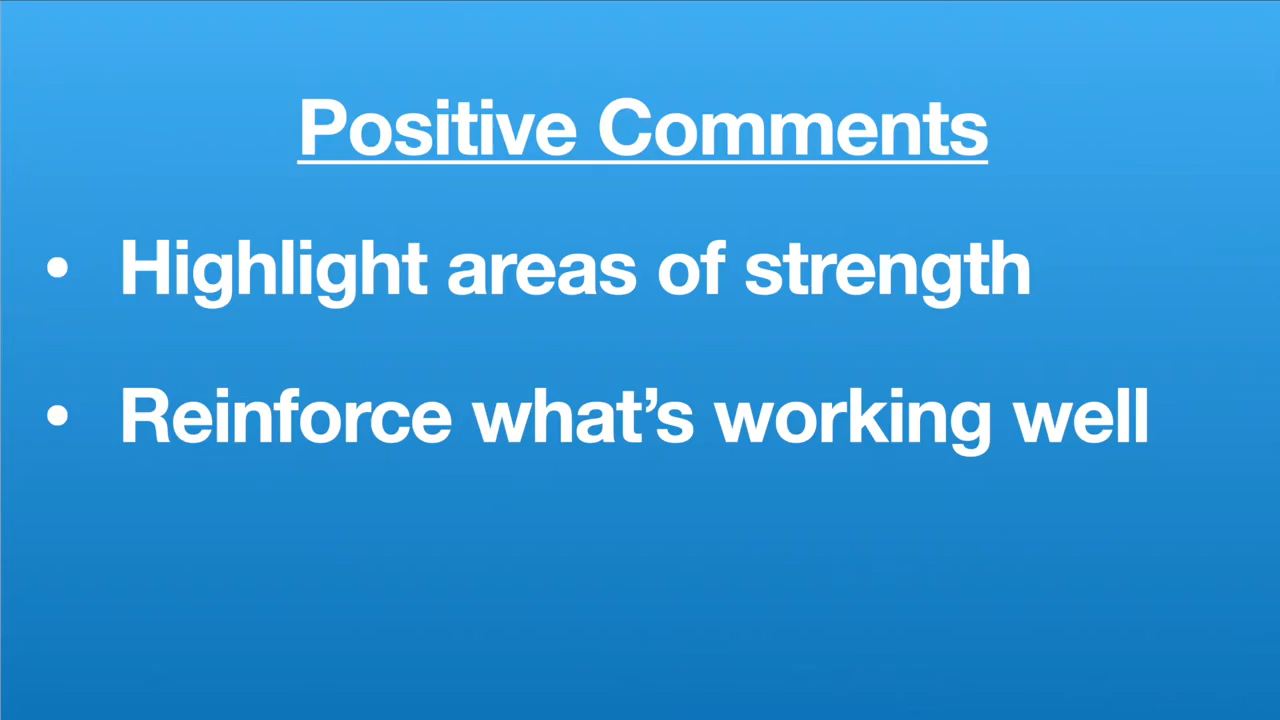 Positive Comments
• Highlight areas of strength
• Reinforce what’s working well